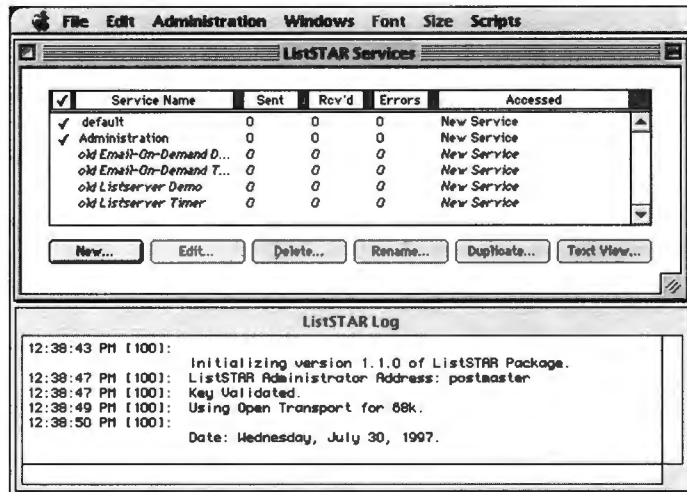 File Edit Administration Windows Font Size Scripts
ListSTAR Services
✓ Service Name Sent Rcv'd Errors Accessed
✓ default 0 0 0 New Service
✓ Administration 0 0 0 New Service
old Email-On-Demand D... 0 0 0 New Service
old Email-On-Demand T... 0 0 0 New Service
old Listserver Demo 0 0 0 New Service
old Listserver Timer 0 0 0 New Service
New... Edit... Delete... Rename... Duplicate... Text View...
ListSTAR Log
12:38:43 PM [100]:
Initializing version 1.1.0 of ListSTAR Package.
12:38:47 PM [100]: ListSTAR Administrator Address: postmaster
12:38:47 PM [100]: Key Validated.
12:38:49 PM [100]: Using Open Transport for 68k.
12:38:50 PM [100]:
Date: Wednesday, July 30, 1997.